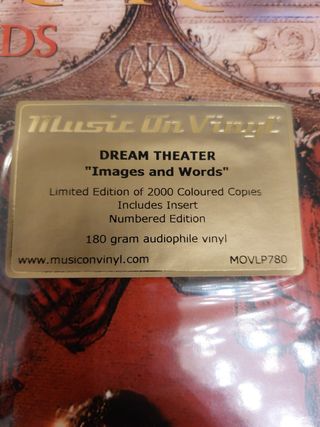 DS
Music On Vinyl
DREAM THEATER
"Images and Words"
Limited Edition of 2000 Coloured Copies
Includes Insert
Numbered Edition
180 gram audiophile vinyl
www.musiconvinyl.com MOVLP780